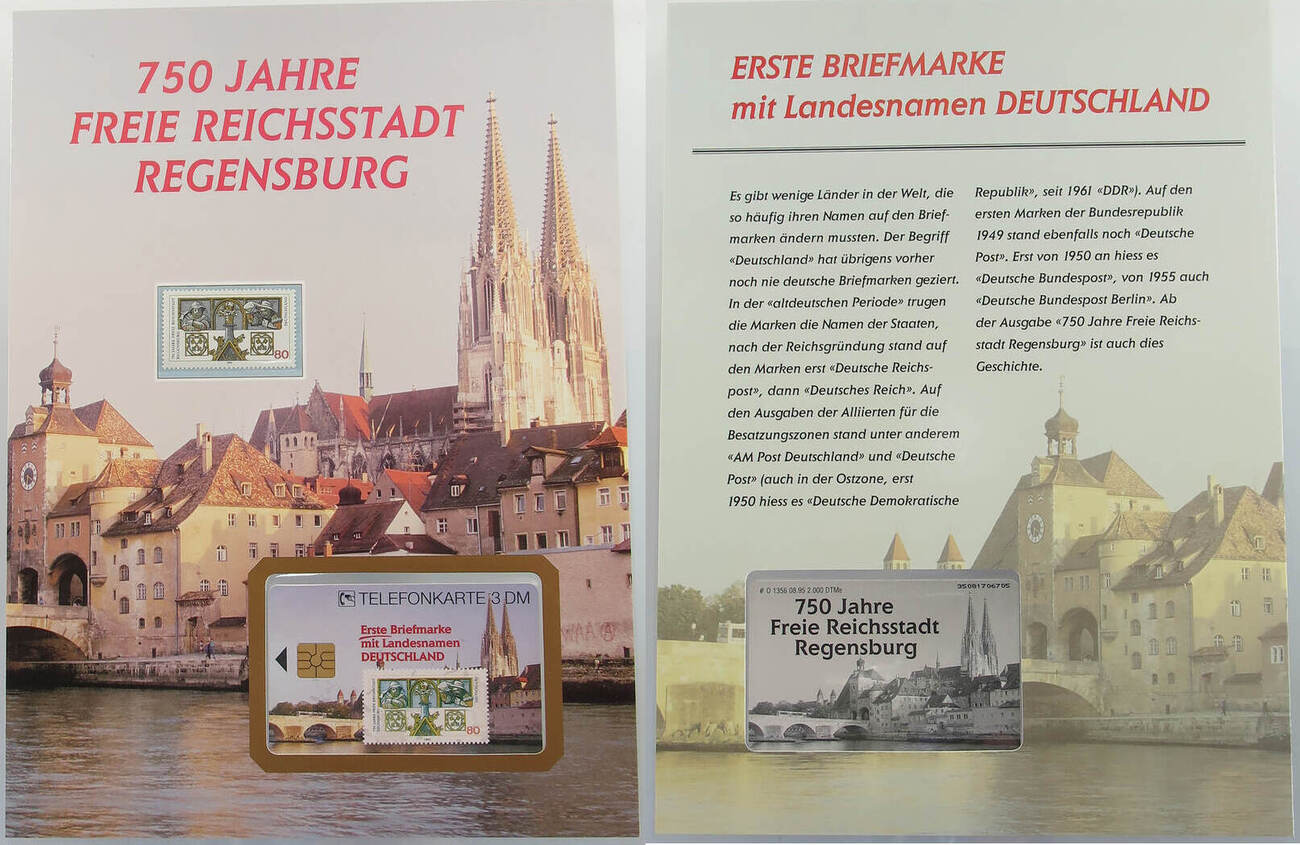 750 JAHRE
FREIE REICHSSTADT
REGENSBURG
80
TELEFONKARTE 3 DM
Erste Briefmarke
mit Landesnamen
DEUTSCHLAND
80
ERSTE BRIEFMARKE
mit Landesnamen DEUTSCHLAND
Es gibt wenige Länder in der Welt, die
so häufig ihren Namen auf den Brief-
marken ändern mussten. Der Begriff
«Deutschland» hat übrigens vorher
noch nie deutsche Briefmarken geziert.
In der «altdeutschen Periode» trugen
die Marken die Namen der Staaten,
nach der Reichsgründung stand auf
den Marken erst «Deutsche Reichs-
post», dann «Deutsches Reich». Auf
den Ausgaben der Alliierten für die
Besatzungszonen stand unter anderem
«AM Post Deutschland» und «Deutsche
Post» (auch in der Ostzone, erst
1950 hiess es «Deutsche Demokratische
Republik», seit 1961 «DDR»). Auf den
ersten Marken der Bundesrepublik
1949 stand ebenfalls noch «Deutsche
Post». Erst von 1950 an hiess es
«Deutsche Bundespost», von 1955 auch
«Deutsche Bundespost Berlin». Ab
der Ausgabe «750 Jahre Freie Reichs-
stadt Regensburg» ist auch dies
Geschichte.
# O 1356 08.95 2.000 DTMe
35081706705
750 Jahre
Freie Reichsstadt
Regensburg